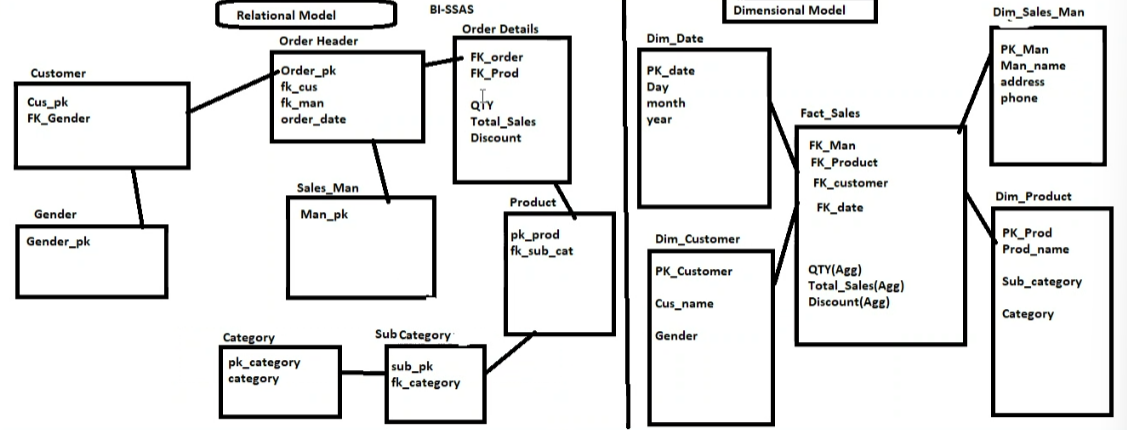 Relational Model
BI-SSAS
Customer
Cus_pk
FK_Gender
Gender
Gender_pk
Order Header
Order_pk
fk_cus
fk_man
order_date
Sales_Man
Man_pk
Order Details
FK_order
FK_Prod
QTY
Total_Sales
Discount
Product
pk_prod
fk_sub_cat
Category
pk_category
category
Sub Category
sub_pk
fk_category
Dimensional Model
Dim_Date
PK_date
Day
month
year
Dim_Customer
PK_Customer
Cus_name
Gender
Fact_Sales
FK_Man
FK_Product
FK_customer
FK_date
QTY(Agg)
Total_Sales(Agg)
Discount(Agg)
Dim_Sales_Man
PK_Man
Man_name
address
phone
Dim_Product
PK_Prod
Prod_name
Sub_category
Category